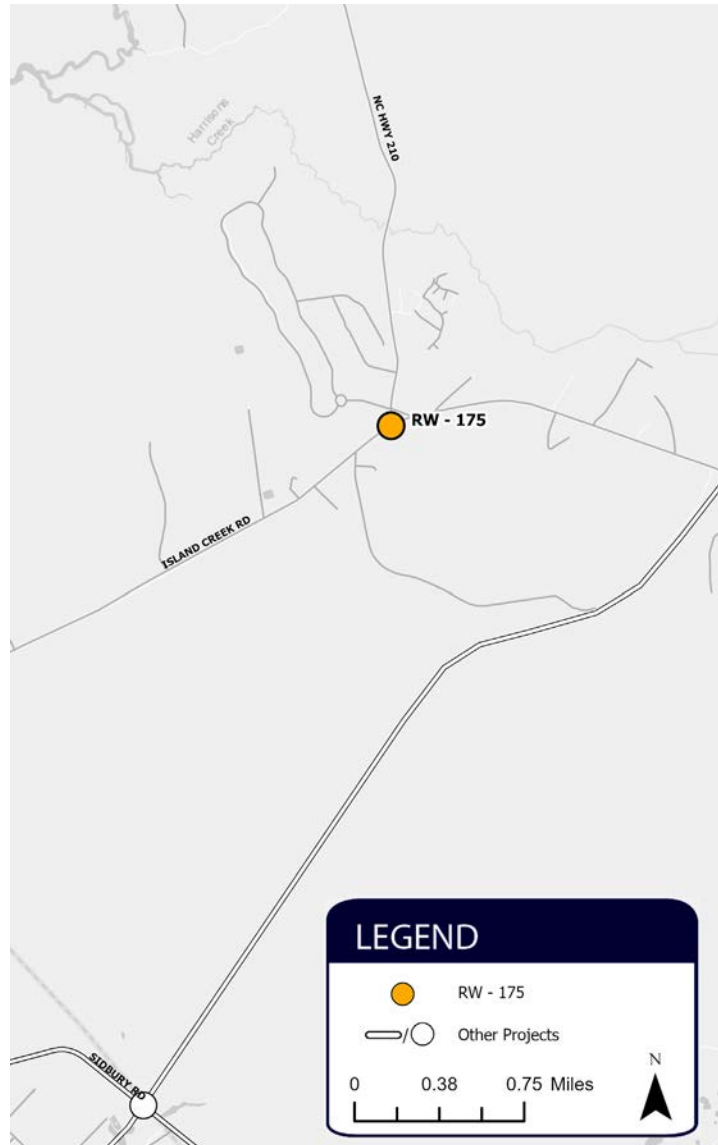 Harrisons
Creek
NC HWY 210
RW - 175
ISLAND CREEK RD
SIDBURY RD
LEGEND
RW - 175
Other Projects
N
0 0.38 0.75 Miles